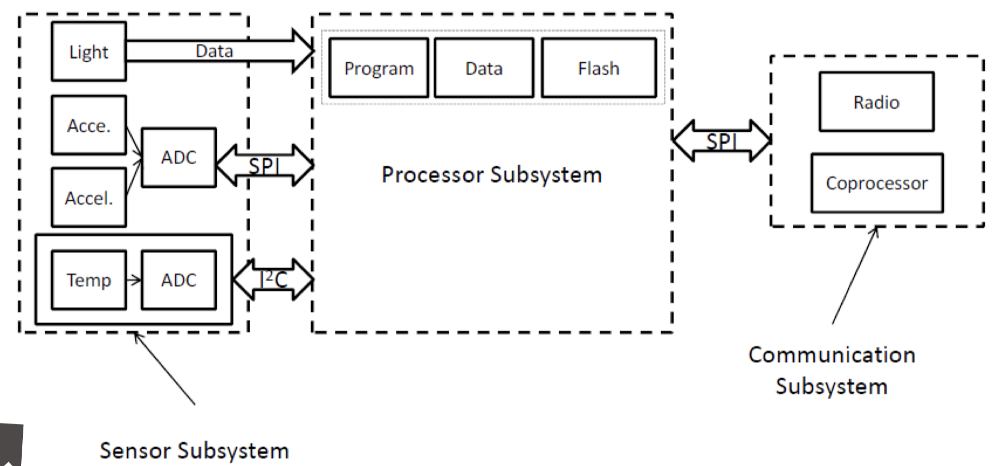 Light
Data
Program
Data
Flash
Radio
Acce.
ADC
SPI
SPI
Processor Subsystem
Accel.
Coprocessor
Temp
ADC
I²C
Communication
Subsystem
Sensor Subsystem